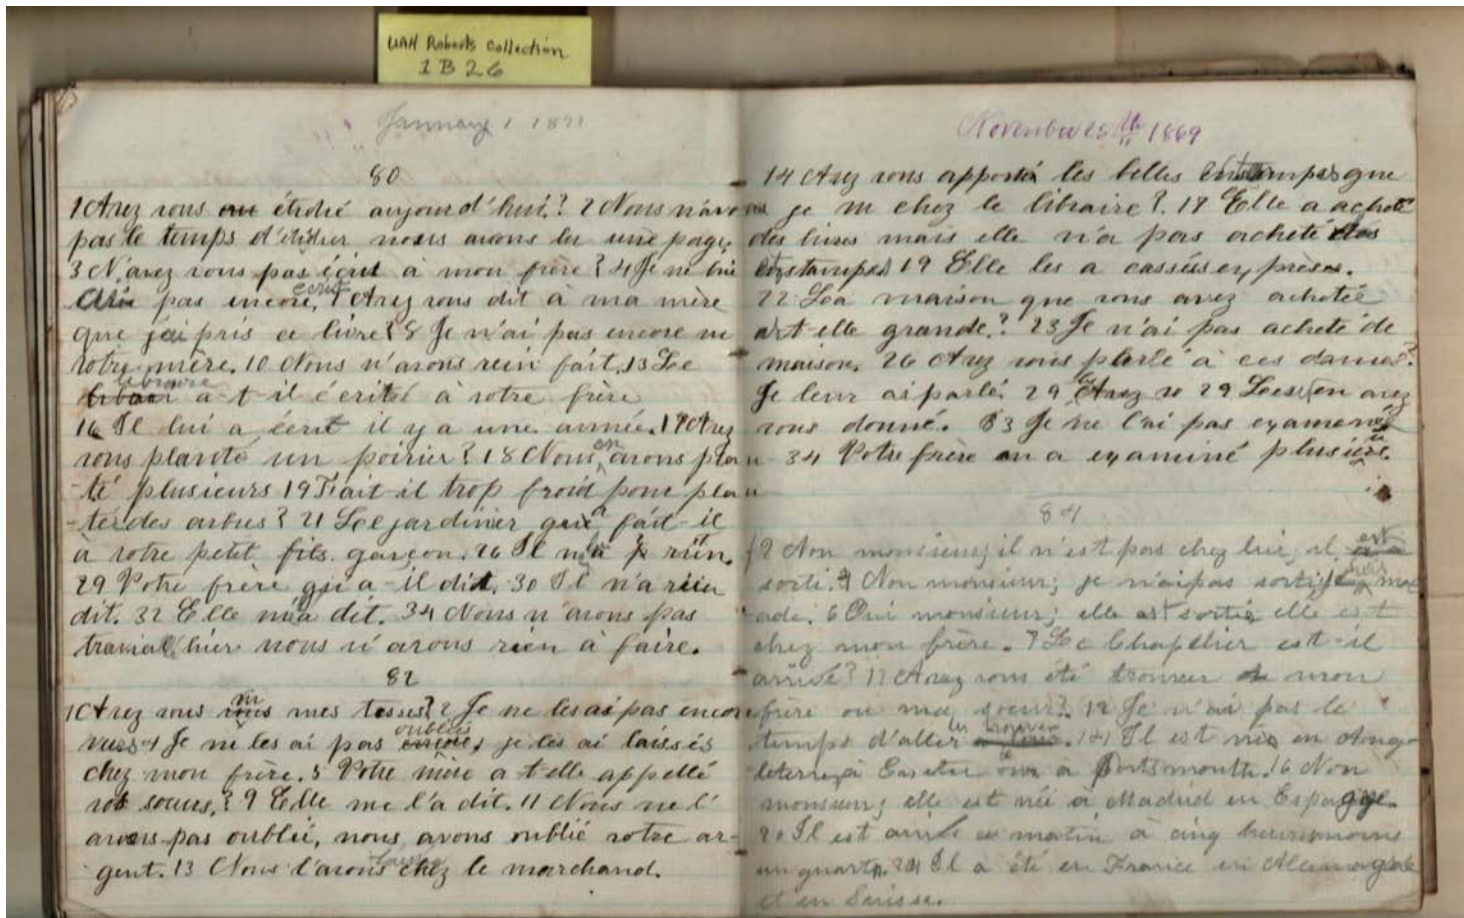 UAH Roberts Collection
1B26
January 1 1871
80
1 Avez vous étudié aujourd'hui? 2 Nous n'avons
pas le temps d'étidier nous avons lu une page.
3 N'avez vous pas écrit à mon frère? 4 Je ne lui
ai pas encore écrit. 7 Avez vous dit à ma mère
que j'ai pris ce livre? 8 Je n'ai pas encore vu
votre mère. 10 Nous n'avons rein fait. 13 Le
libraire a-t-il écrit à votre frère
16 Il lui a écrit il y a une année. 17 Avez
vous planté un poirier? 18 Nous en avons plan
-té plusieurs 19 Fait-il trop froid pour plan
-ter des arbres? 21 Le jardinier que fait-il
à votre petit fils garçon. 26 Il rien.
29 Votre frère qu'a-il dit. 30 Il n'a rien
dit. 32 Elle m'a dit. 34 Nous n'avons pas
hier nous n'avons rien à faire.
82
1 Avez vous vu mes tasses? 2 Je ne les ai pas encore
vues 4 Je ne les ai pas oubliés je les ai laissés
chez mon frère. 5 Votre mère a t-elle appellé
vos soeurs? 9 Elle me l'a dit. 11 Nous ne l'
avons pas oublié, nous avons oublié votre ar-
gent. 13 Nous l'avons laissé chez le marchand.
November 25th 1869
14 Avez vous apporté les belles estampes que
je vu chez le libraire? 17 Elle a acheté
des livres mais elle n'a pas acheté des
estampes 19 Elle les a cassées exprès.
22 La maison que vous avez achetée
est-elle grande? 23 Je n'ai pas acheté de
maison. 26 Avez vous parlé à ces dames?
Je leur ai parlé. 29 Avez 29 Les en avez
vous donné. 33 Je ne l'ai pas examiné
34 Votre frère en a examiné plusieurs.
84
2 Non monsieur; il n'est pas chez lui, il est
sorti. 4 Non monsieur; je n'ai pas sorti je suis mal
ade. 6 Oui monsieur; elle est sortie elle est
chez mon frère. 7 Le Chapelier est-il
arrivé? 11 Avez vous été trouver mon
frère ou ma soeur? 12 Je n'ai pas le
temps d'aller les trouver. 14 Il est né en Ang-
leterre à Exeter ou à Portsmouth. 16 Non
monsieur; elle est née à Madrid en Espagne.
20 Il est arrivé ce matin à cinq heures moins
un quart. 24 Il a été en France en Allemagne
et en Suisse.